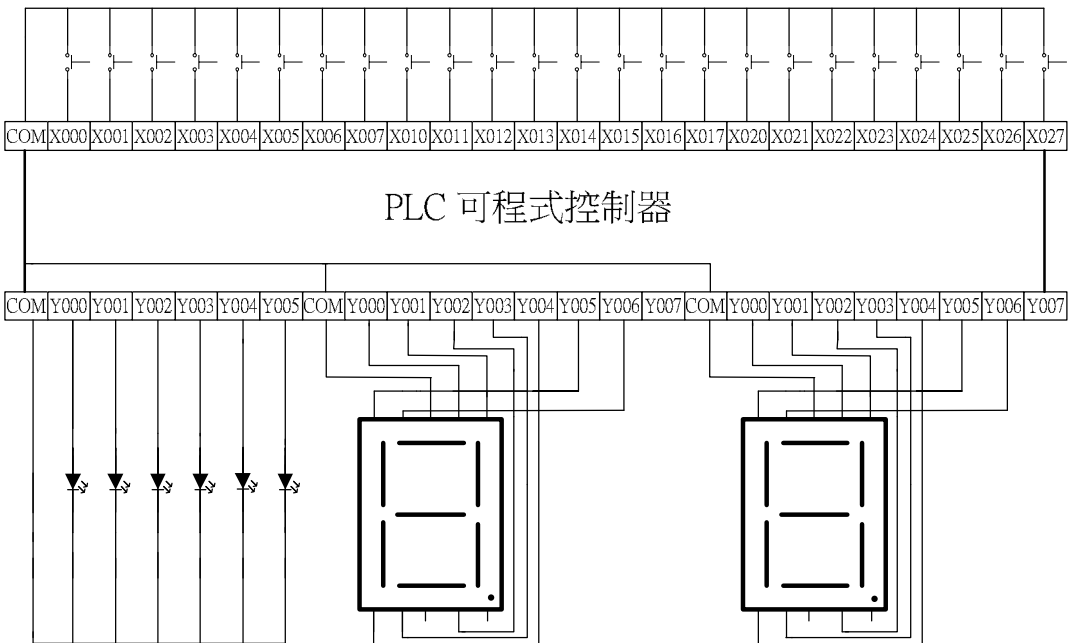 COM X000 X001 X002 X003 X004 X005 X006 X007 X010 X011 X012 X013 X014 X015 X016 X017 X020 X021 X022 X023 X024 X025 X026 X027
PLC 可程式控制器
COM Y000 Y001 Y002 Y003 Y004 Y005 COM Y000 Y001 Y002 Y003 Y004 Y005 Y006 Y007 COM Y000 Y001 Y002 Y003 Y004 Y005 Y006 Y007